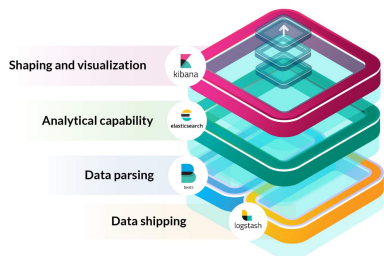 Shaping and visualization
kibana
Analytical capability
elasticsearch
Data parsing
beats
Data shipping
logstash